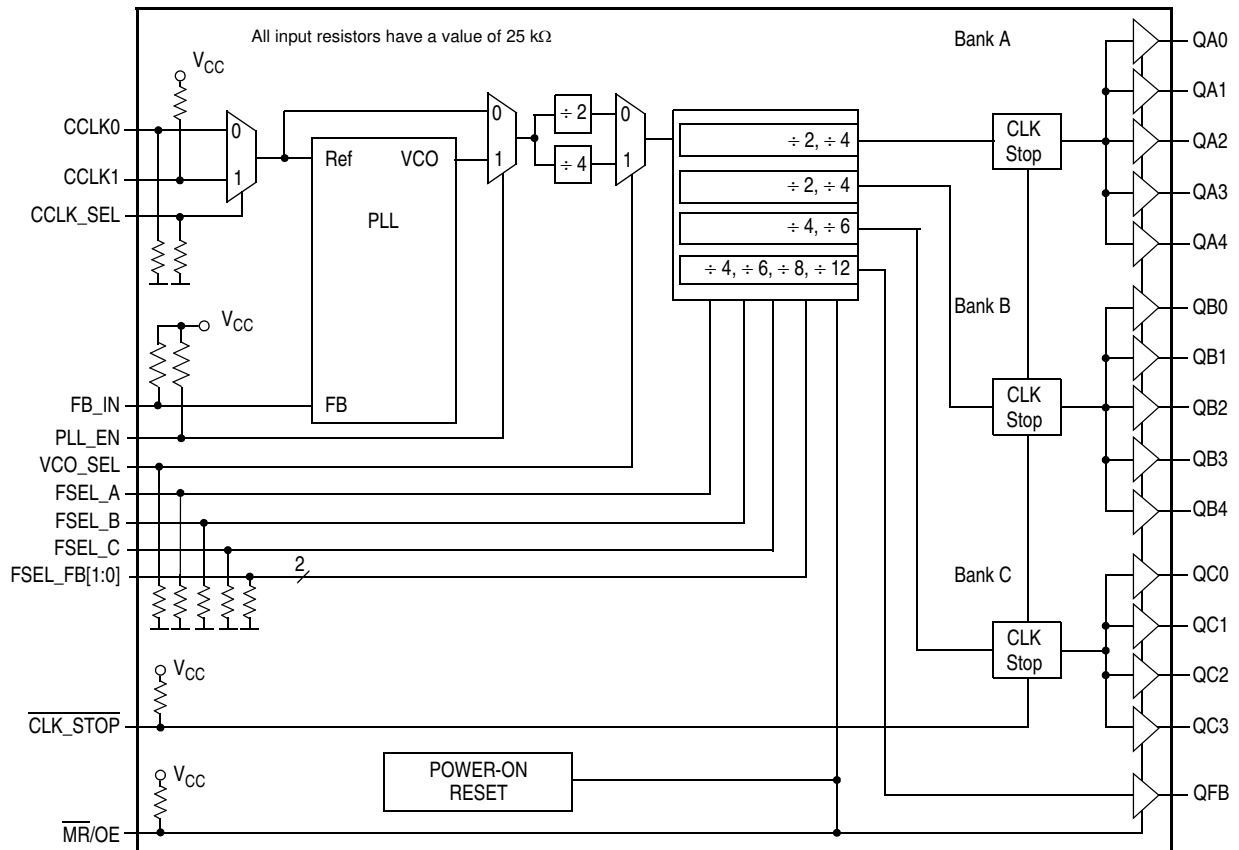 All input resistors have a value of 25 kΩ
Bank A
VCC
CCLK0
CCLK1
CCLK_SEL
0
1
Ref
VCO
PLL
FB
0
1
÷ 2
÷ 4
0
1
÷ 2, ÷ 4
÷ 2, ÷ 4
÷ 4, ÷ 6
÷ 4, ÷ 6, ÷ 8, ÷ 12
CLK
Stop
QA0
QA1
QA2
QA3
QA4
VCC
FB_IN
PLL_EN
VCO_SEL
FSEL_A
FSEL_B
FSEL_C
FSEL_FB[1:0]
2
Bank B
CLK
Stop
QB0
QB1
QB2
QB3
QB4
Bank C
CLK
Stop
QC0
QC1
QC2
QC3
VCC
CLK_STOP
VCC
MR/OE
POWER-ON
RESET
QFB